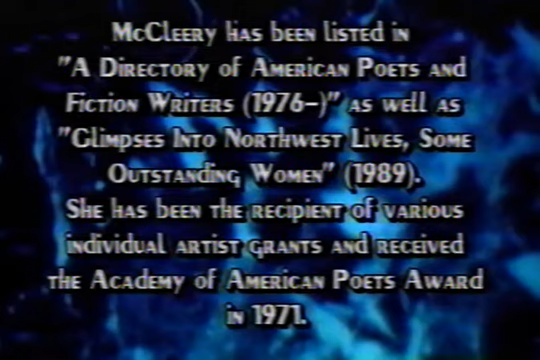 McCleery has been listed in
"A Directory of American Poets and
Fiction Writers (1976–)" as well as
"Glimpses Into Northwest Lives, Some
Outstanding Women" (1989).
She has been the recipient of various
individual artist grants and received
the Academy of American Poets Award
in 1971.